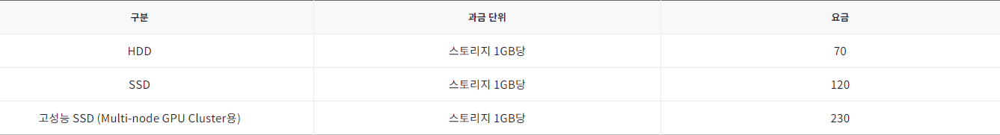 구분 과금 단위 요금
HDD 스토리지 1GB당 70
SSD 스토리지 1GB당 120
고성능 SSD (Multi-node GPU Cluster용) 스토리지 1GB당 230